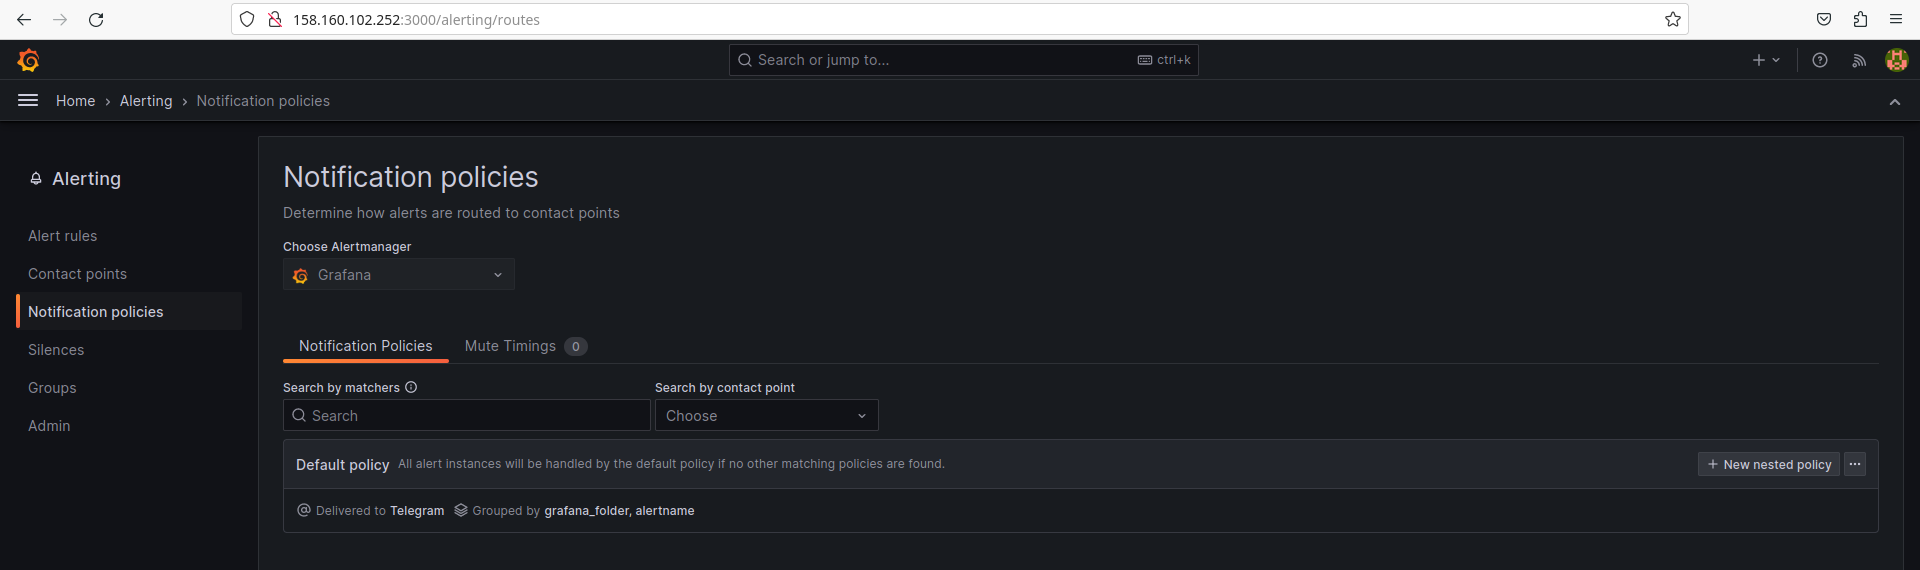 158.160.102.252:3000/alerting/routes
Search or jump to... ctrl+k
Home › Alerting › Notification policies
Alerting
Alert rules
Contact points
Notification policies
Silences
Groups
Admin
Notification policies
Determine how alerts are routed to contact points
Choose Alertmanager
Grafana
Notification Policies Mute Timings 0
Search by matchers Search by contact point
Search Choose
Default policy All alert instances will be handled by the default policy if no other matching policies are found. + New nested policy ...
Delivered to Telegram Grouped by grafana_folder, alertname